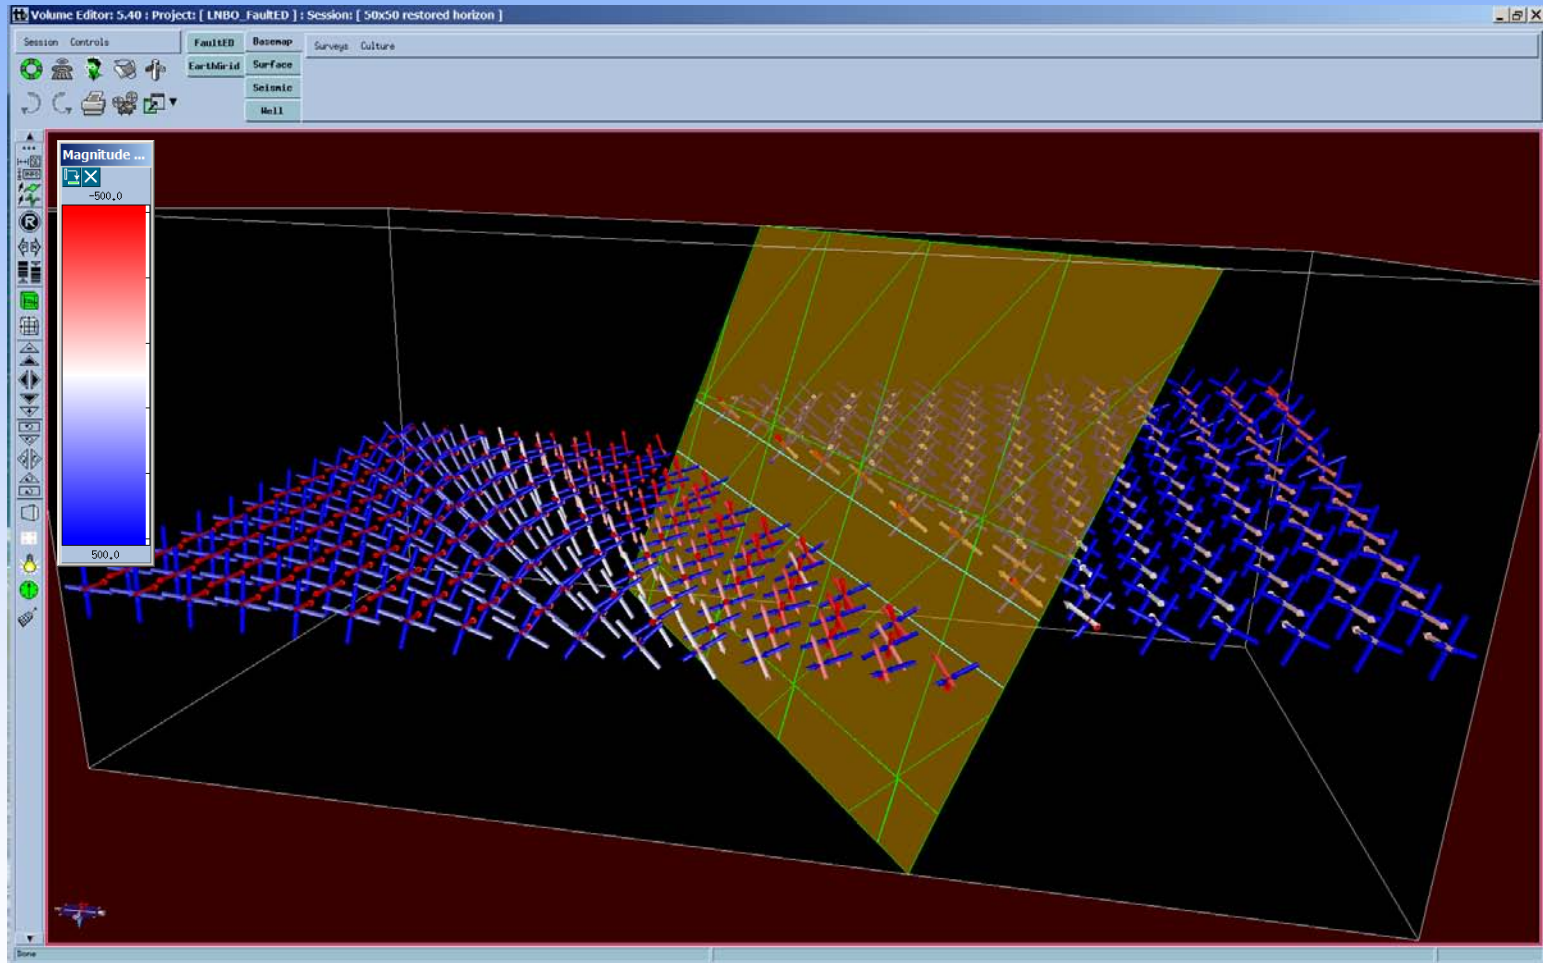 Volume Editor: 5.40 : Project: [ LNBO_FaultED ] : Session: [ 50x50 restored horizon ]
Session Controls
FaultED
Basemap
Surveys Culture
EarthGrid
Surface
Seismic
Well
Magnitude ...
-500.0
500.0
INFO
R
Done